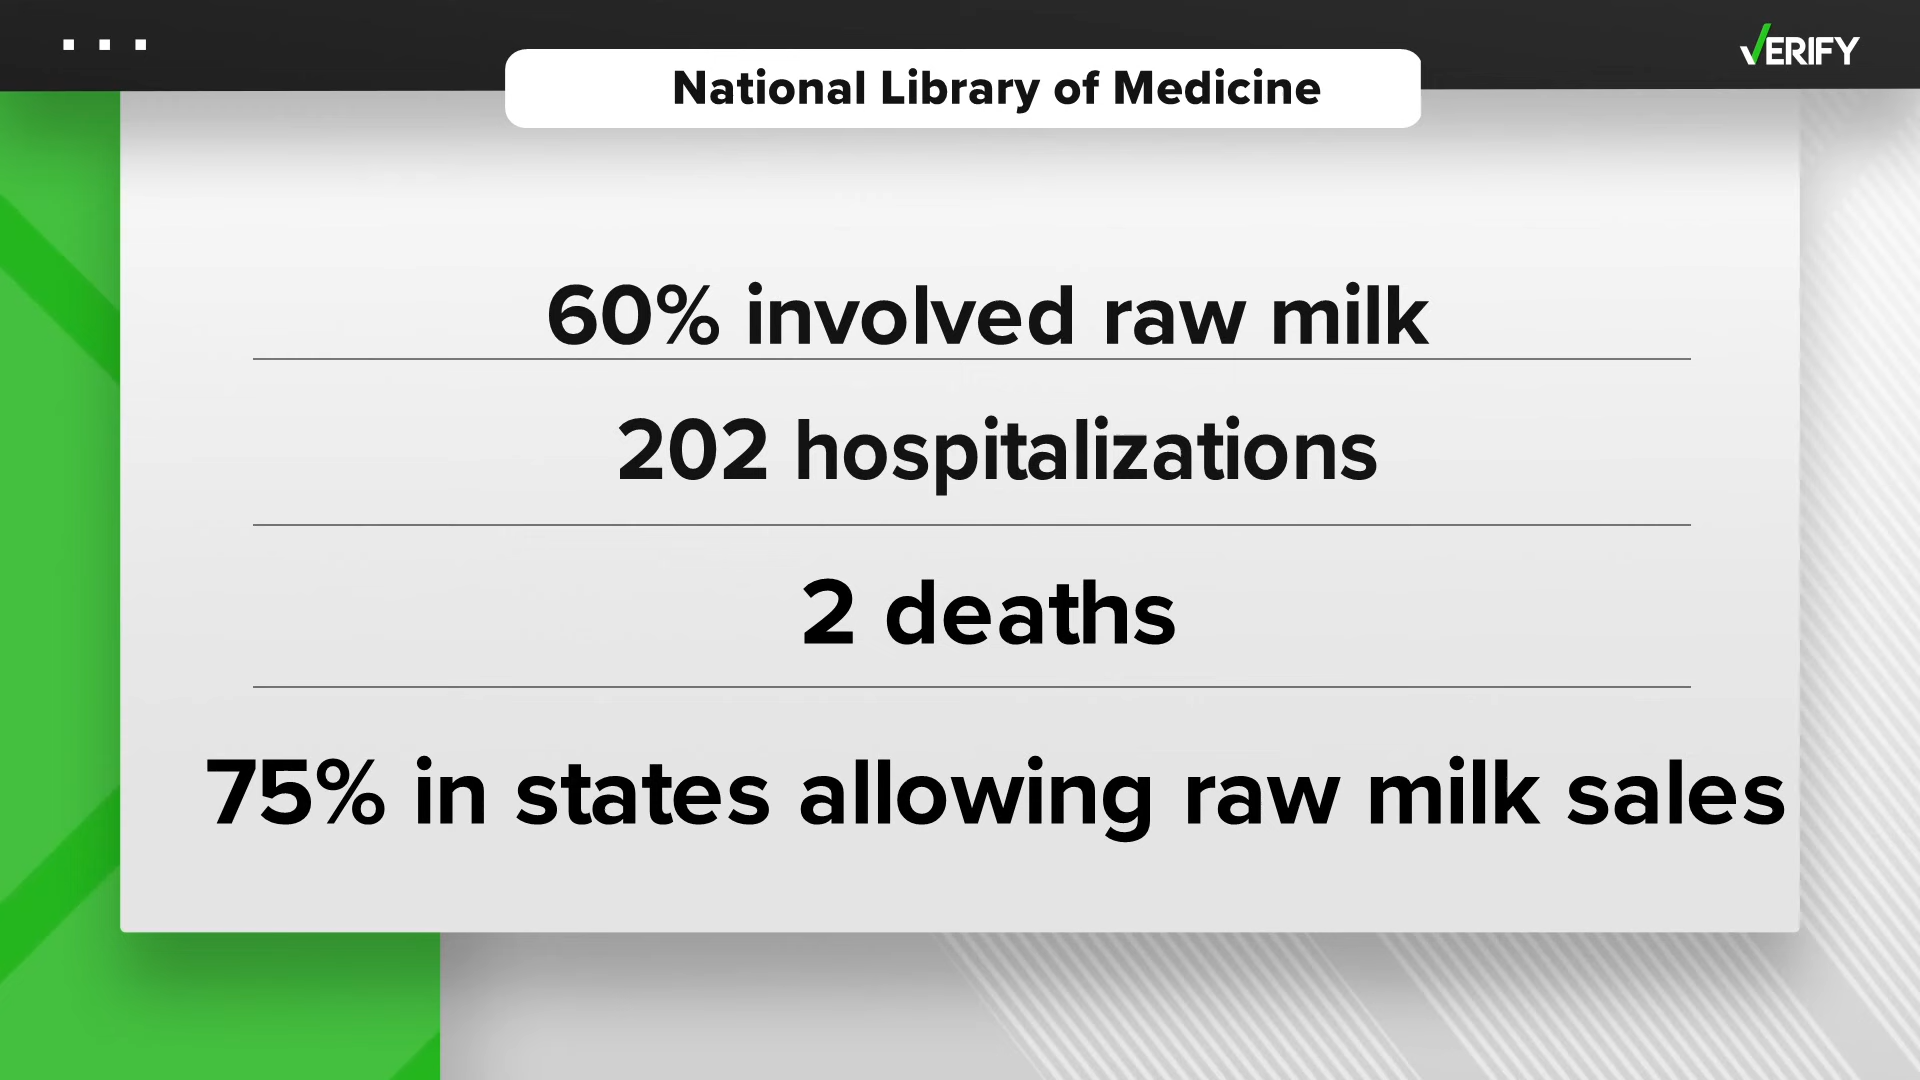 VERIFY
National Library of Medicine
60% involved raw milk
202 hospitalizations
2 deaths
75% in states allowing raw milk sales